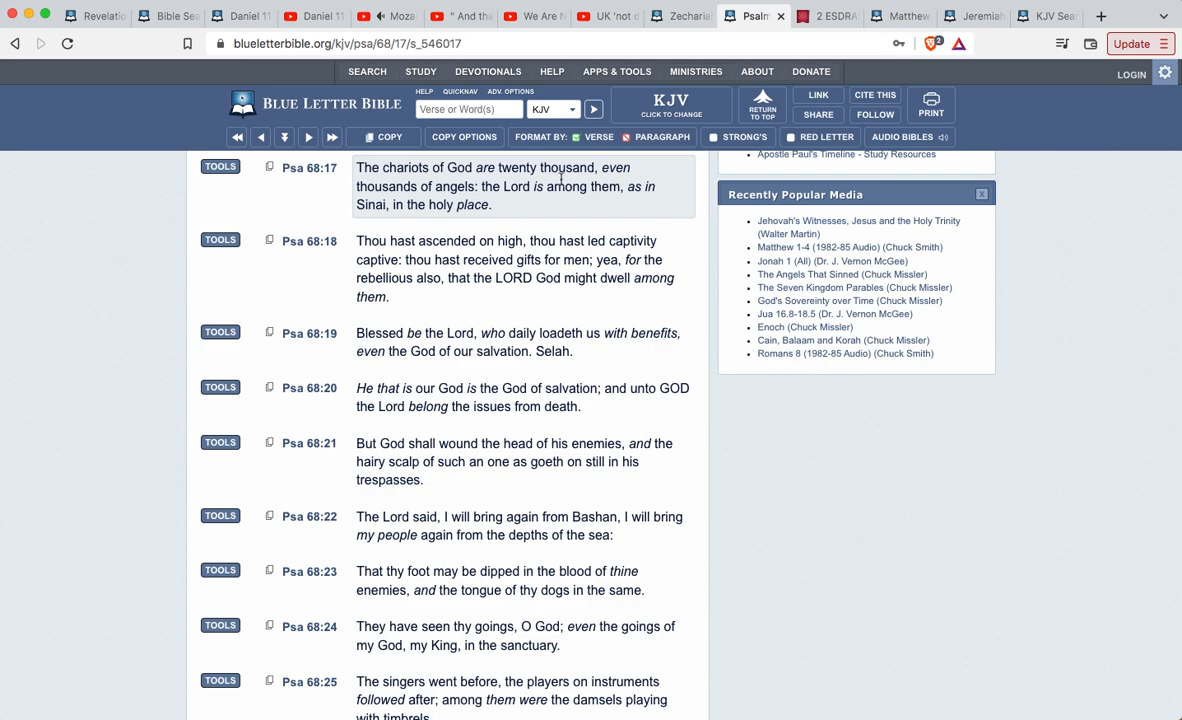 Revelatio
Bible Sea
Daniel 11
Daniel 11
Moza
" And tha
We Are N
UK 'not d
Zecharia
Psalm
2 ESDRA
Matthew
Jeremiah
KJV Sear
blueletterbible.org/kjv/psa/68/17/s_546017
2
Update
SEARCH STUDY DEVOTIONALS HELP APPS & TOOLS MINISTRIES ABOUT DONATE
LOGIN
BLUE LETTER BIBLE
HELP QUICKNAV ADV. OPTIONS
Verse or Word(s)
KJV
KJV
CLICK TO CHANGE
RETURN
TO TOP
LINK
CITE THIS
SHARE
FOLLOW
PRINT
COPY
COPY OPTIONS
FORMAT BY: VERSE PARAGRAPH
STRONG'S
RED LETTER
AUDIO BIBLES
TOOLS
Psa 68:17
The chariots of God are twenty thousand, even
thousands of angels: the Lord is among them, as in
Sinai, in the holy place.
TOOLS
Psa 68:18
Thou hast ascended on high, thou hast led captivity
captive: thou hast received gifts for men; yea, for the
rebellious also, that the LORD God might dwell among
them.
TOOLS
Psa 68:19
Blessed be the Lord, who daily loadeth us with benefits,
even the God of our salvation. Selah.
TOOLS
Psa 68:20
He that is our God is the God of salvation; and unto GOD
the Lord belong the issues from death.
TOOLS
Psa 68:21
But God shall wound the head of his enemies, and the
hairy scalp of such an one as goeth on still in his
trespasses.
TOOLS
Psa 68:22
The Lord said, I will bring again from Bashan, I will bring
my people again from the depths of the sea:
TOOLS
Psa 68:23
That thy foot may be dipped in the blood of thine
enemies, and the tongue of thy dogs in the same.
TOOLS
Psa 68:24
They have seen thy goings, O God; even the goings of
my God, my King, in the sanctuary.
TOOLS
Psa 68:25
The singers went before, the players on instruments
followed after; among them were the damsels playing
with timbrels.
Apostle Paul's Timeline - Study Resources
Recently Popular Media
x
Jehovah's Witnesses, Jesus and the Holy Trinity
(Walter Martin)
Matthew 1-4 (1982-85 Audio) (Chuck Smith)
Jonah 1 (All) (Dr. J. Vernon McGee)
The Angels That Sinned (Chuck Missler)
The Seven Kingdom Parables (Chuck Missler)
God's Sovereinty over Time (Chuck Missler)
Jua 16.8-18.5 (Dr. J. Vernon McGee)
Enoch (Chuck Missler)
Cain, Balaam and Korah (Chuck Missler)
Romans 8 (1982-85 Audio) (Chuck Smith)